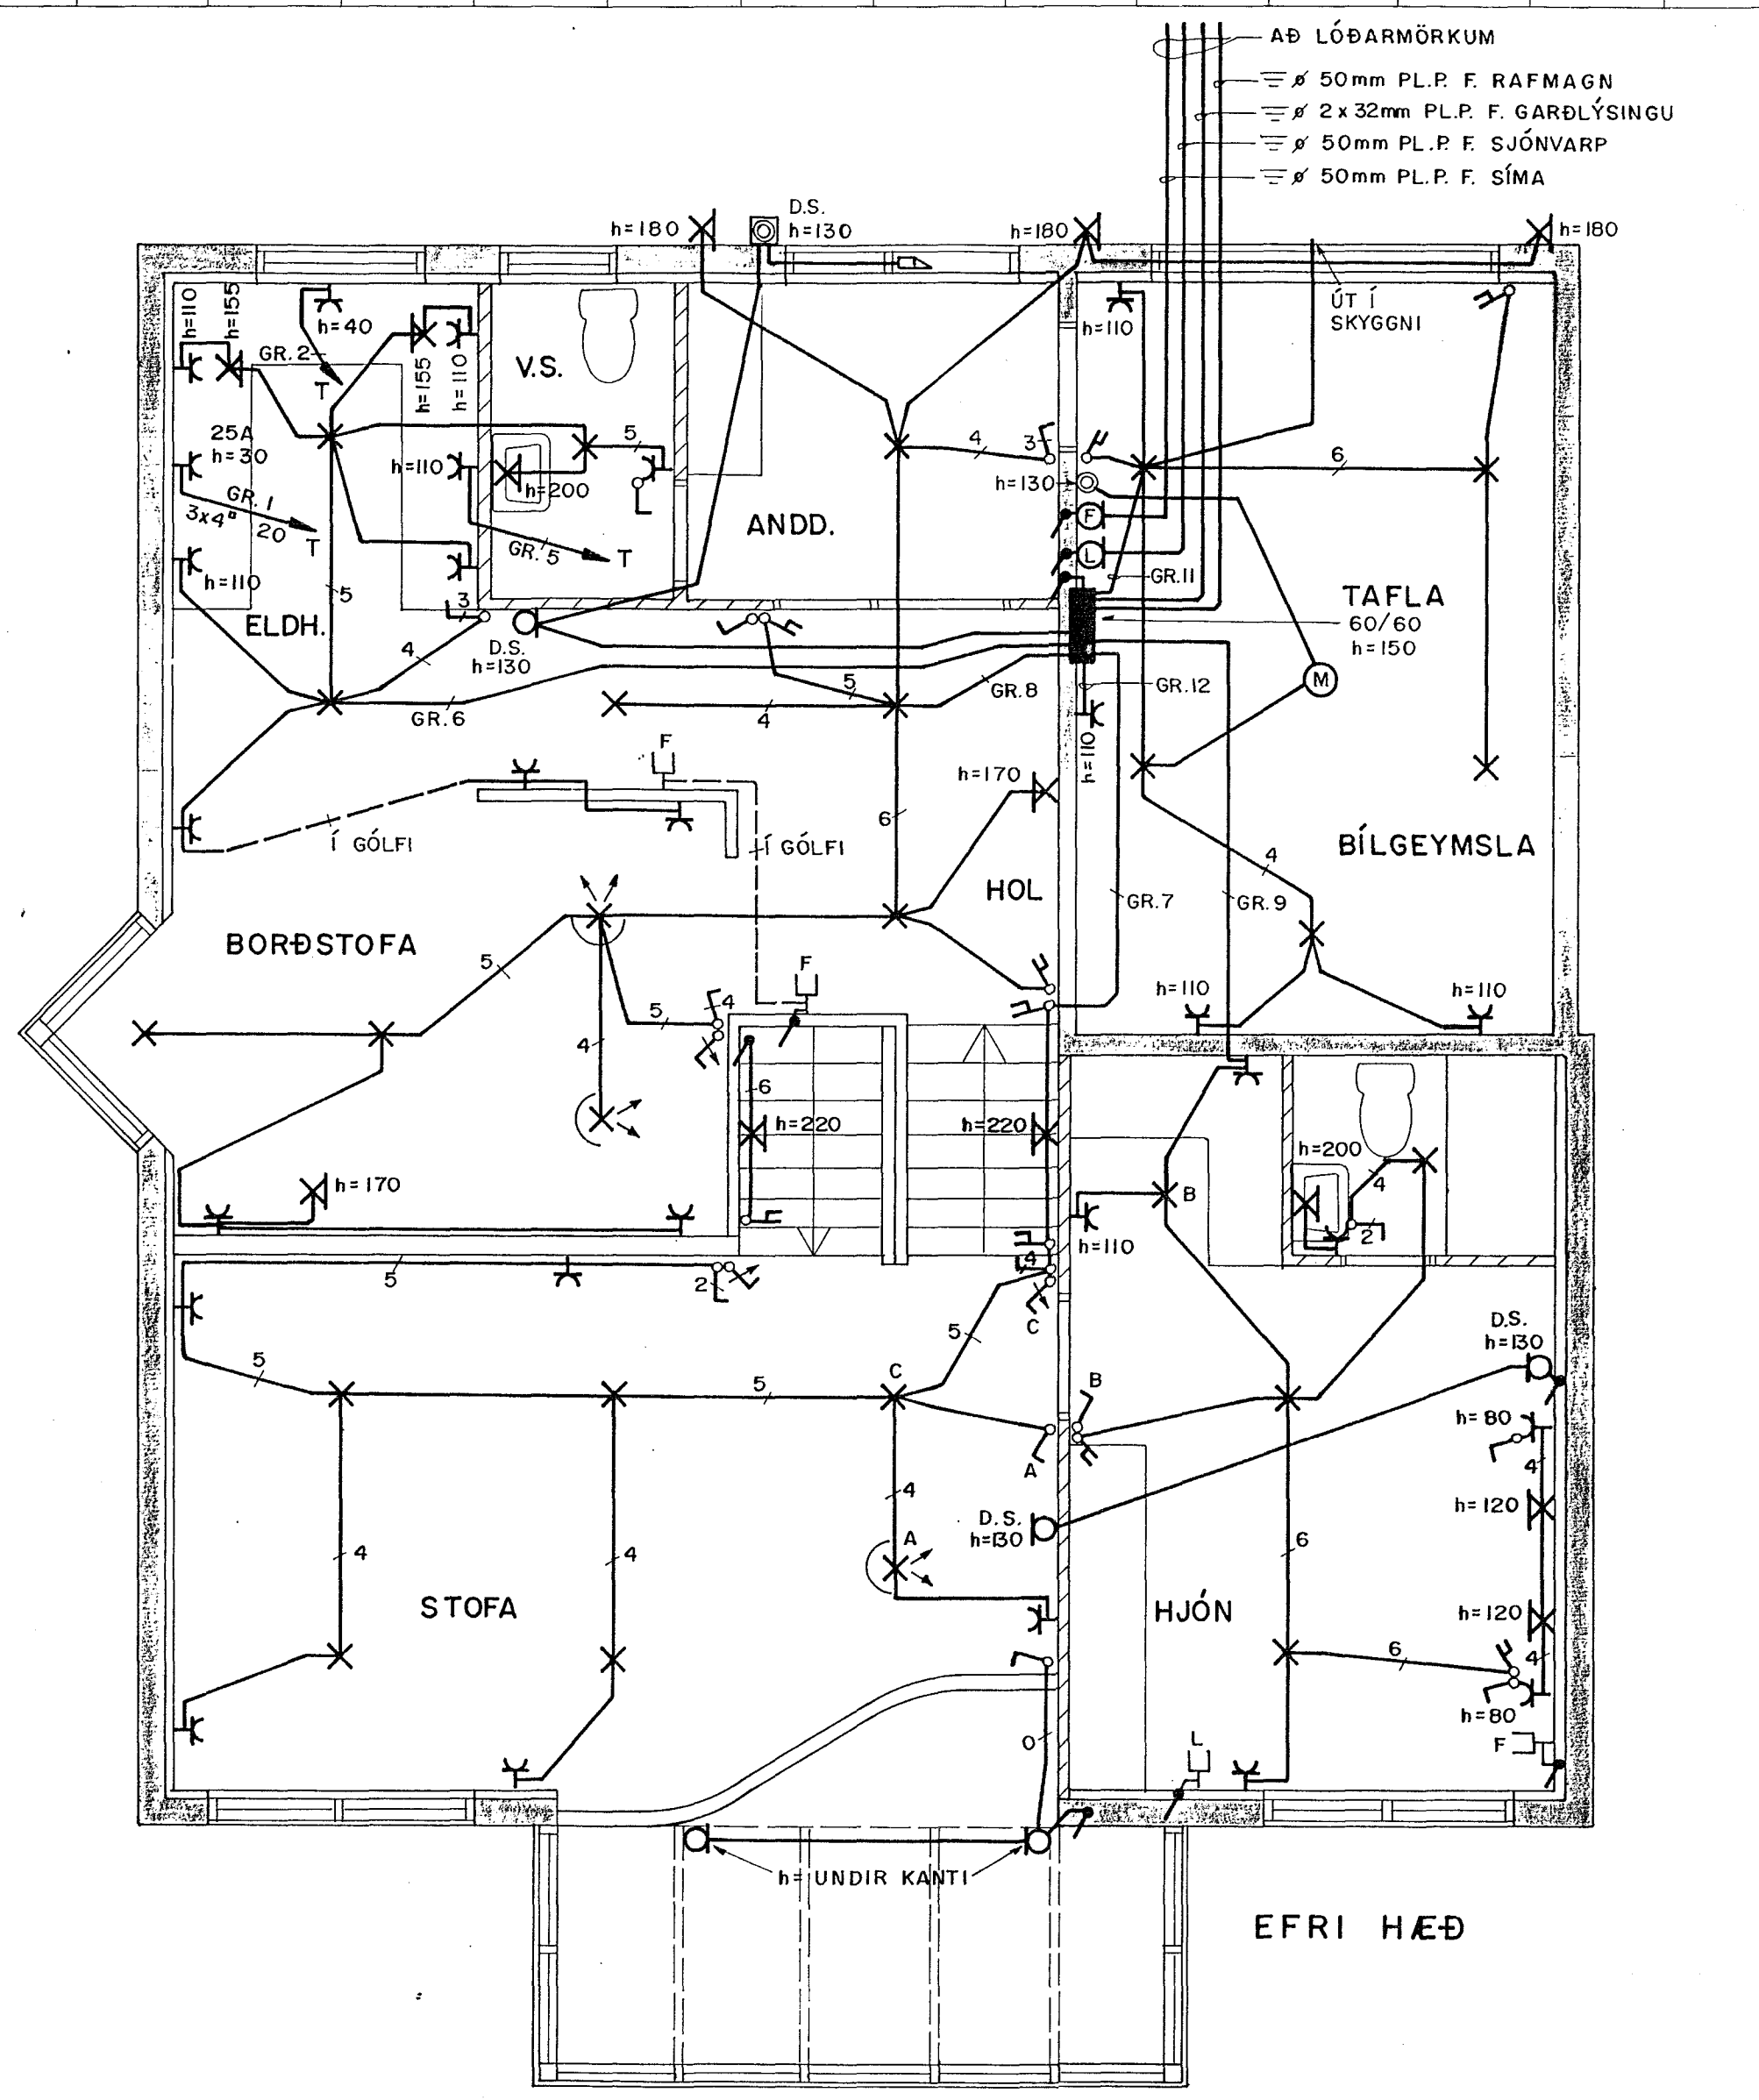 AÐ LÓÐARMÖRKUM
ø 50mm PL.P. F. RAFMAGN
ø 2x32mm PL.P. F. GARÐLÝSINGU
ø 50mm PL.P. F. SJÓNVARP
ø 50mm PL.P. F. SÍMA
h=180
D.S.
h=130
h=180
h=180
ÚT Í
SKYGGNI
h=110
h=155
h=40
GR.2
T
h=155
h=110
V.S.
h=110
25A
h=30
GR.1
3x4▫
20
T
h=110
h=110
5
h=200
GR.5
T
ANDD.
4
3
h=130
F
L
6
GR.11
TAFLA
60/60
h=150
5
ELDH.
3
4
D.S.
h=130
GR.6
5
4
GR.8
GR.12
h=110
M
F
h=170
Í GÓLFI
Í GÓLFI
6
HOL
4
BÍLGEYMSLA
GR.7
GR.9
BORÐSTOFA
5
F
5
4
4
h=110
h=110
6
h=220
h=220
h=170
h=200
4
2
B
h=110
5
2
4
C
5
D.S.
h=130
5
5
C
B
A
h=80
4
4
D.S.
h=130
h=120
A
4
4
6
STOFA
HJÓN
h=120
6
4
h=80
F
L
0
h= UNDIR KANTI
EFRI HÆÐ